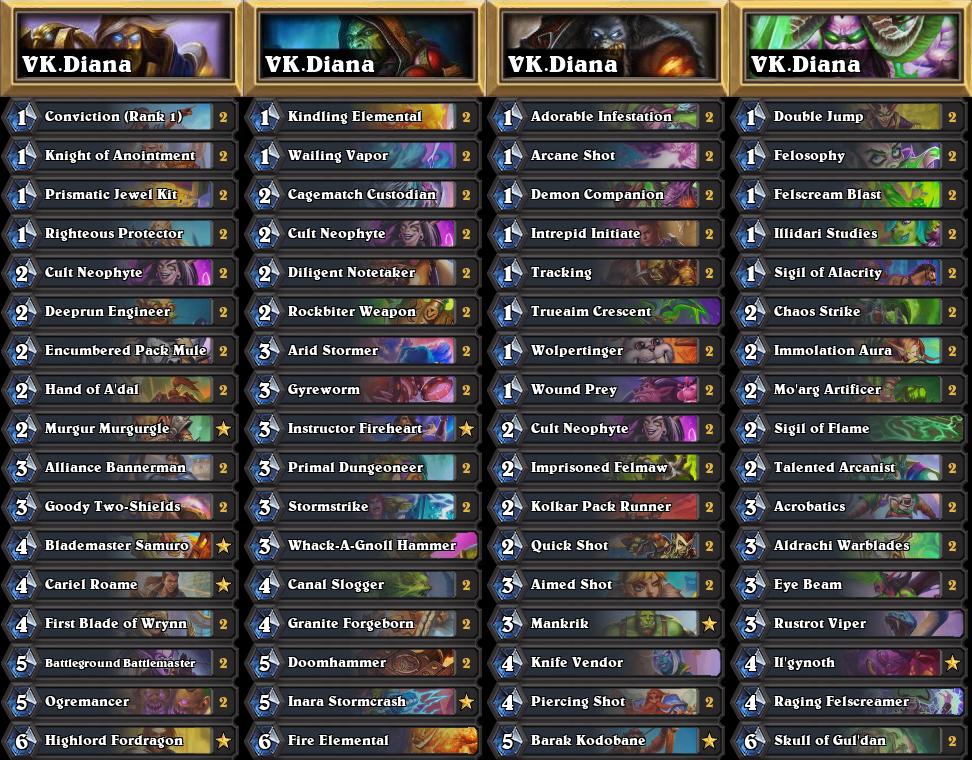 VK.Diana
1 Conviction (Rank 1) 2
1 Knight of Anointment 2
1 Prismatic Jewel Kit 2
1 Righteous Protector 2
2 Cult Neophyte 2
2 Deeprun Engineer 2
2 Encumbered Pack Mule 2
2 Hand of A'dal 2
2 Murgur Murgurgle
3 Alliance Bannerman 2
3 Goody Two-Shields 2
4 Blademaster Samuro
4 Cariel Roame
4 First Blade of Wrynn 2
5 Battleground Battlemaster 2
5 Ogremancer 2
6 Highlord Fordragon
VK.Diana
1 Kindling Elemental 2
1 Wailing Vapor 2
2 Cagematch Custodian 2
2 Cult Neophyte 2
2 Diligent Notetaker 2
2 Rockbiter Weapon 2
3 Arid Stormer 2
3 Gyreworm 2
3 Instructor Fireheart
3 Primal Dungeoneer 2
3 Stormstrike 2
3 Whack-A-Gnoll Hammer
4 Canal Slogger 2
4 Granite Forgeborn 2
5 Doomhammer 2
5 Inara Stormcrash
6 Fire Elemental
VK.Diana
1 Adorable Infestation 2
1 Arcane Shot 2
1 Demon Companion 2
1 Intrepid Initiate 2
1 Tracking 2
1 Trueaim Crescent
1 Wolpertinger 2
1 Wound Prey 2
2 Cult Neophyte 2
2 Imprisoned Felmaw 2
2 Kolkar Pack Runner 2
2 Quick Shot 2
3 Aimed Shot 2
3 Mankrik
4 Knife Vendor
4 Piercing Shot 2
5 Barak Kodobane
VK.Diana
1 Double Jump 2
1 Felosophy 2
1 Felscream Blast 2
1 Illidari Studies 2
1 Sigil of Alacrity 2
2 Chaos Strike 2
2 Immolation Aura 2
2 Mo'arg Artificer 2
2 Sigil of Flame
2 Talented Arcanist 2
3 Acrobatics 2
3 Aldrachi Warblades 2
3 Eye Beam 2
3 Rustrot Viper
4 Il'gynoth
4 Raging Felscreamer
6 Skull of Gul'dan 2